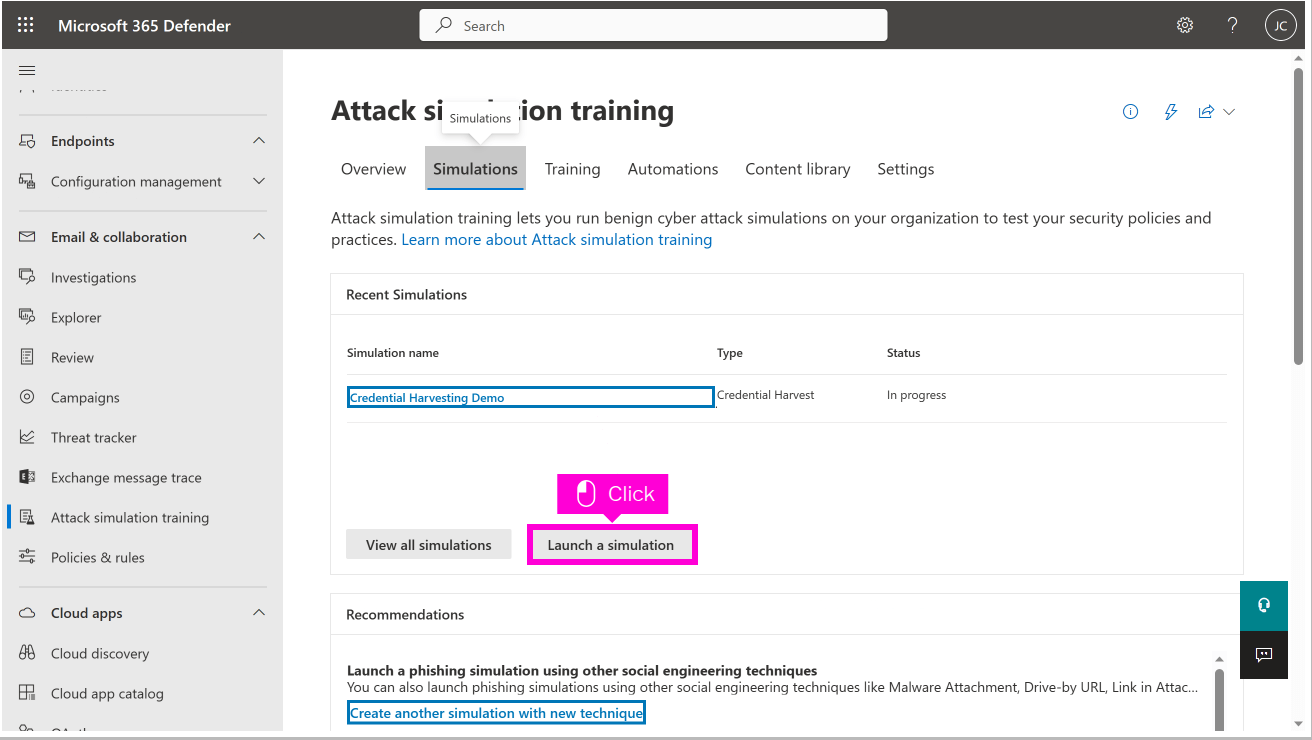 Microsoft 365 Defender
Search
JC
Endpoints
Configuration management
Email & collaboration
Investigations
Explorer
Review
Campaigns
Threat tracker
Exchange message trace
Attack simulation training
Policies & rules
Cloud apps
Cloud discovery
Cloud app catalog
Attack simulation training
Simulations
Overview
Simulations
Training
Automations
Content library
Settings
Attack simulation training lets you run benign cyber attack simulations on your organization to test your security policies and
practices. Learn more about Attack simulation training
Recent Simulations
Simulation name
Type
Status
Credential Harvesting Demo
Credential Harvest
In progress
Click
View all simulations
Launch a simulation
Recommendations
Launch a phishing simulation using other social engineering techniques
You can also launch phishing simulations using other social engineering techniques like Malware Attachment, Drive-by URL, Link in Attac...
Create another simulation with new technique